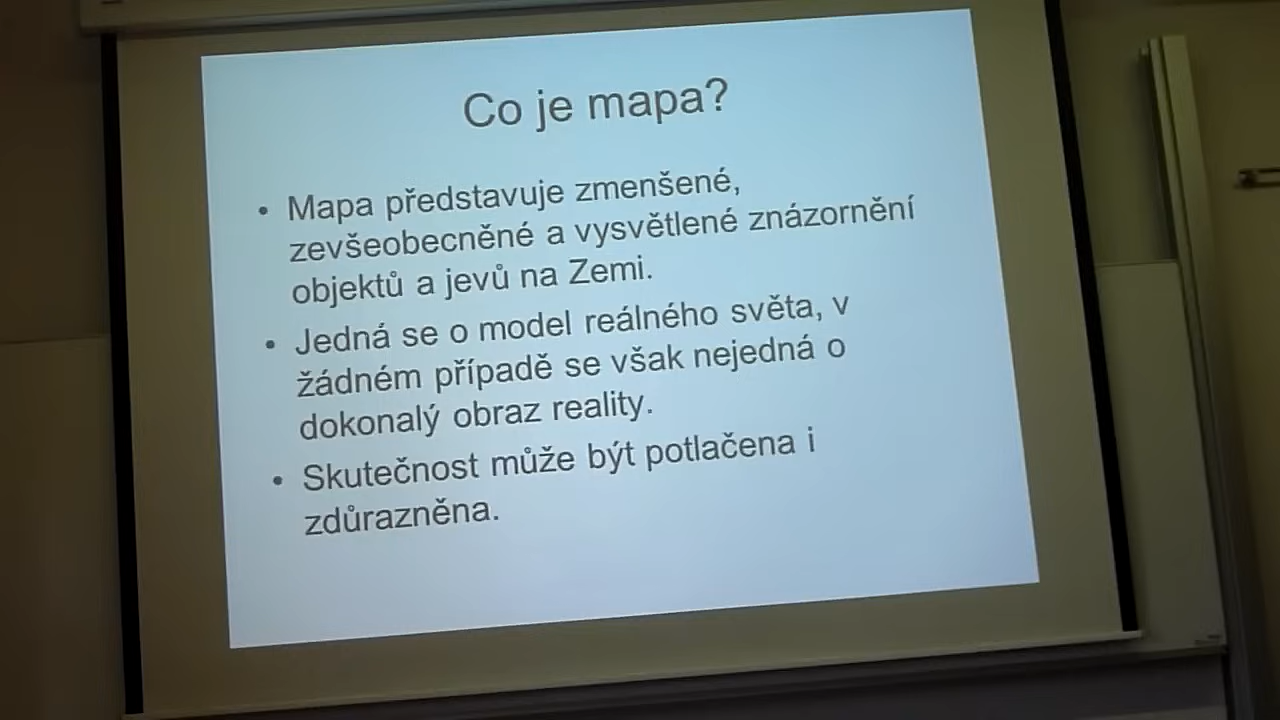 Co je mapa?
• Mapa představuje zmenšené,
zevšeobecněné a vysvětlené znázornění
objektů a jevů na Zemi.
• Jedná se o model reálného světa, v
žádném případě se však nejedná o
dokonalý obraz reality.
• Skutečnost může být potlačena i
zdůrazněna.